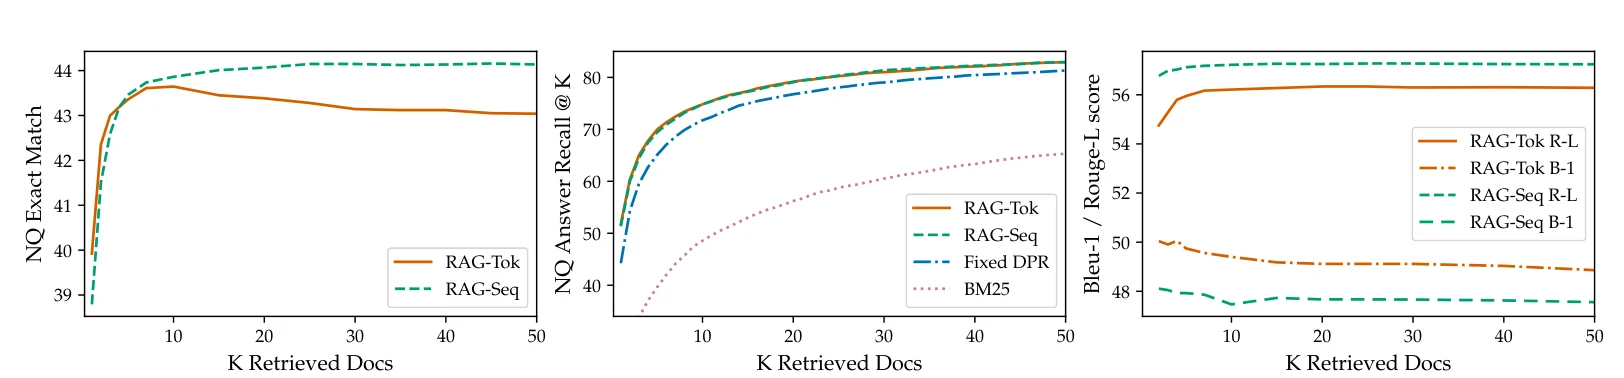 NQ Exact Match
44
43
42
41
40
39
10 20 30 40 50
K Retrieved Docs
RAG-Tok
RAG-Seq
NQ Answer Recall @ K
80
70
60
50
40
10 20 30 40 50
K Retrieved Docs
RAG-Tok
RAG-Seq
Fixed DPR
BM25
Bleu-1 / Rouge-L score
56
54
52
50
48
10 20 30 40 50
K Retrieved Docs
RAG-Tok R-L
RAG-Tok B-1
RAG-Seq R-L
RAG-Seq B-1